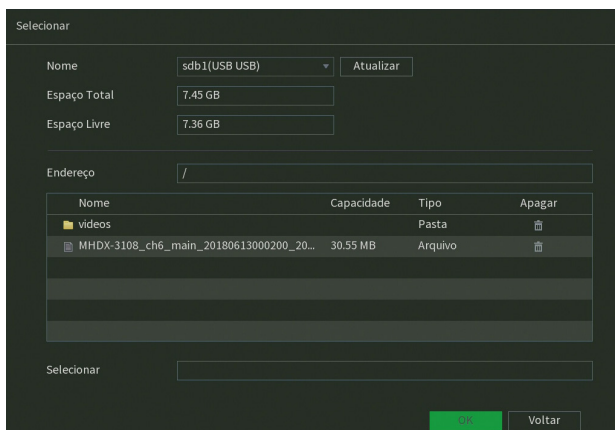 Selecionar
Nome sdb1(USB USB) Atualizar
Espaço Total 7.45 GB
Espaço Livre 7.36 GB
Endereço /
Nome Capacidade Tipo Apagar
videos Pasta
MHDX-3108_ch6_main_20180613000200_20... 30.55 MB Arquivo
Selecionar
OK Voltar